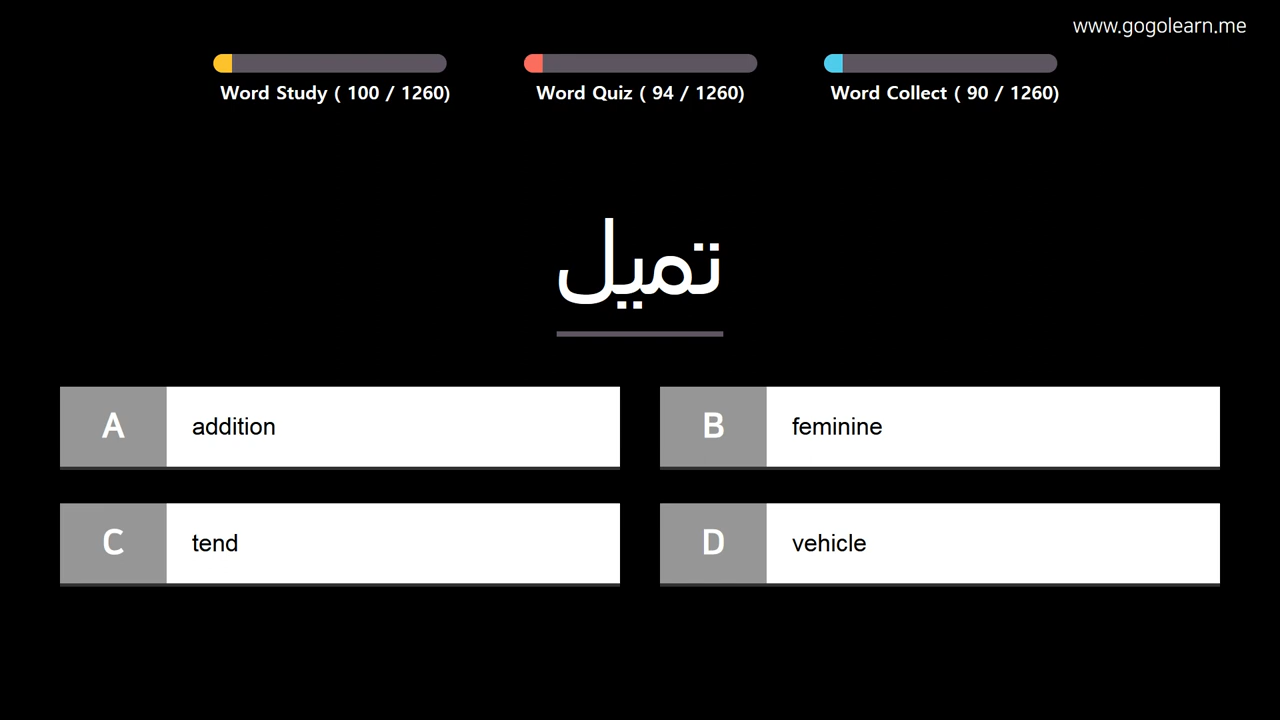 www.gogolearn.me
Word Study ( 100 / 1260)
Word Quiz ( 94 / 1260)
Word Collect ( 90 / 1260)
تميل
A addition
B feminine
C tend
D vehicle